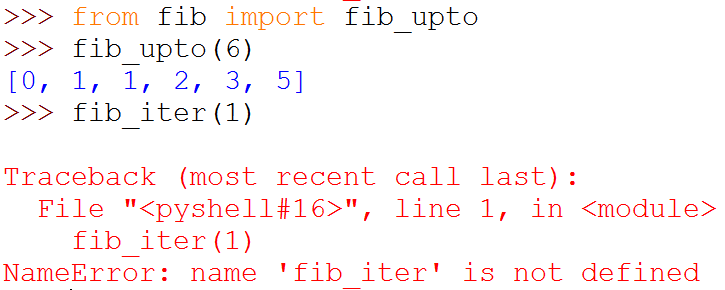 >>> from fib import fib_upto
>>> fib_upto(6)
[0, 1, 1, 2, 3, 5]
>>> fib_iter(1)
Traceback (most recent call last):
  File "<pyshell#16>", line 1, in <module>
    fib_iter(1)
NameError: name 'fib_iter' is not defined